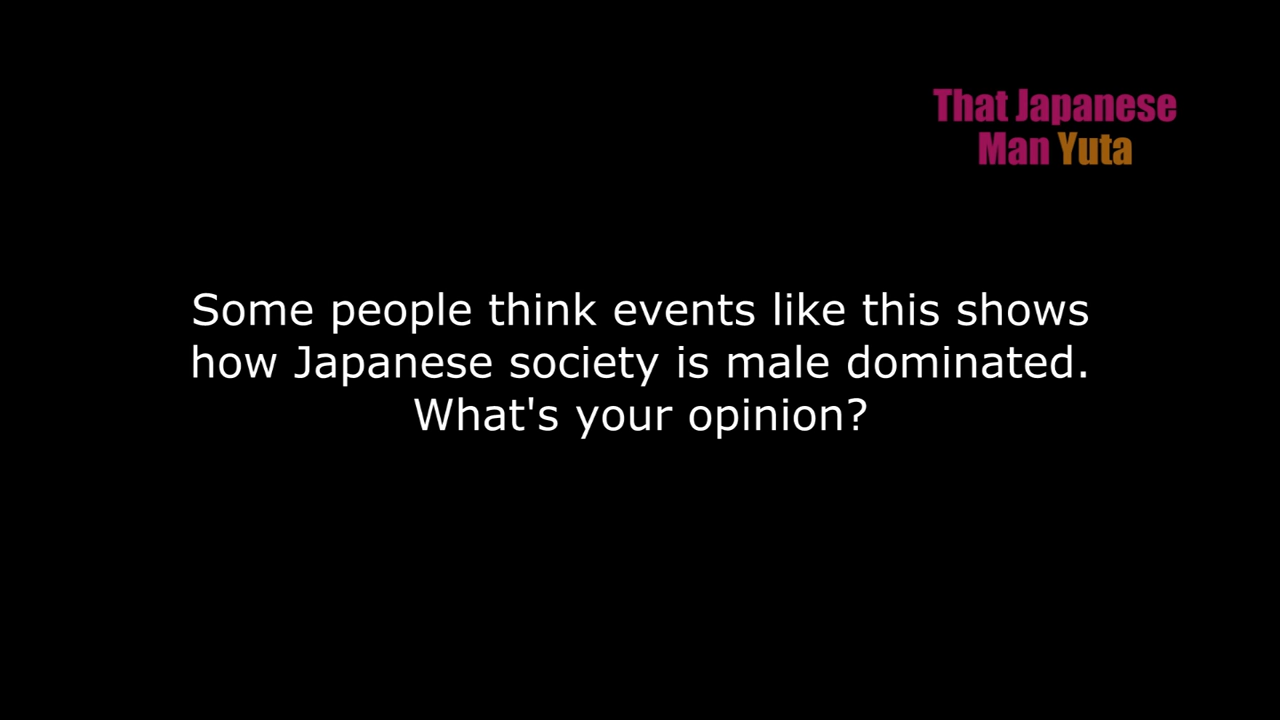 That Japanese
Man Yuta
Some people think events like this shows
how Japanese society is male dominated.
What's your opinion?